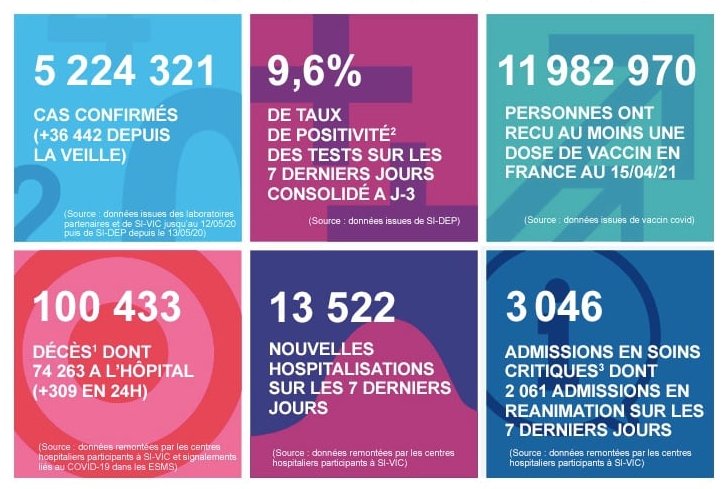 5 224 321
CAS CONFIRMÉS
(+36 442 DEPUIS
LA VEILLE)
(Source : données issues des laboratoires
partenaires et de SI-VIC jusqu'au 12/05/20
puis de SI-DEP depuis le 13/05/20)
9,6%
DE TAUX
DE POSITIVITÉ²
DES TESTS SUR LES
7 DERNIERS JOURS
CONSOLIDÉ A J-3
(Source : données issues de SI-DEP)
11 982 970
PERSONNES ONT
RECU AU MOINS UNE
DOSE DE VACCIN EN
FRANCE AU 15/04/21
(Source : données issues de vaccin covid)
100 433
DÉCÈS¹ DONT
74 263 A L'HÔPITAL
(+309 EN 24H)
(Source : données remontées par les centres
hospitaliers participants à SI-VIC et signalements
liés au COVID-19 dans les ESMS)
13 522
NOUVELLES
HOSPITALISATIONS
SUR LES 7 DERNIERS
JOURS
(Source : données remontées par les centres
hospitaliers participants à SI-VIC)
3 046
ADMISSIONS EN SOINS
CRITIQUES³ DONT
2 061 ADMISSIONS EN
REANIMATION SUR LES
7 DERNIERS JOURS
(Source : données remontées par les centres
hospitaliers participants à SI-VIC)